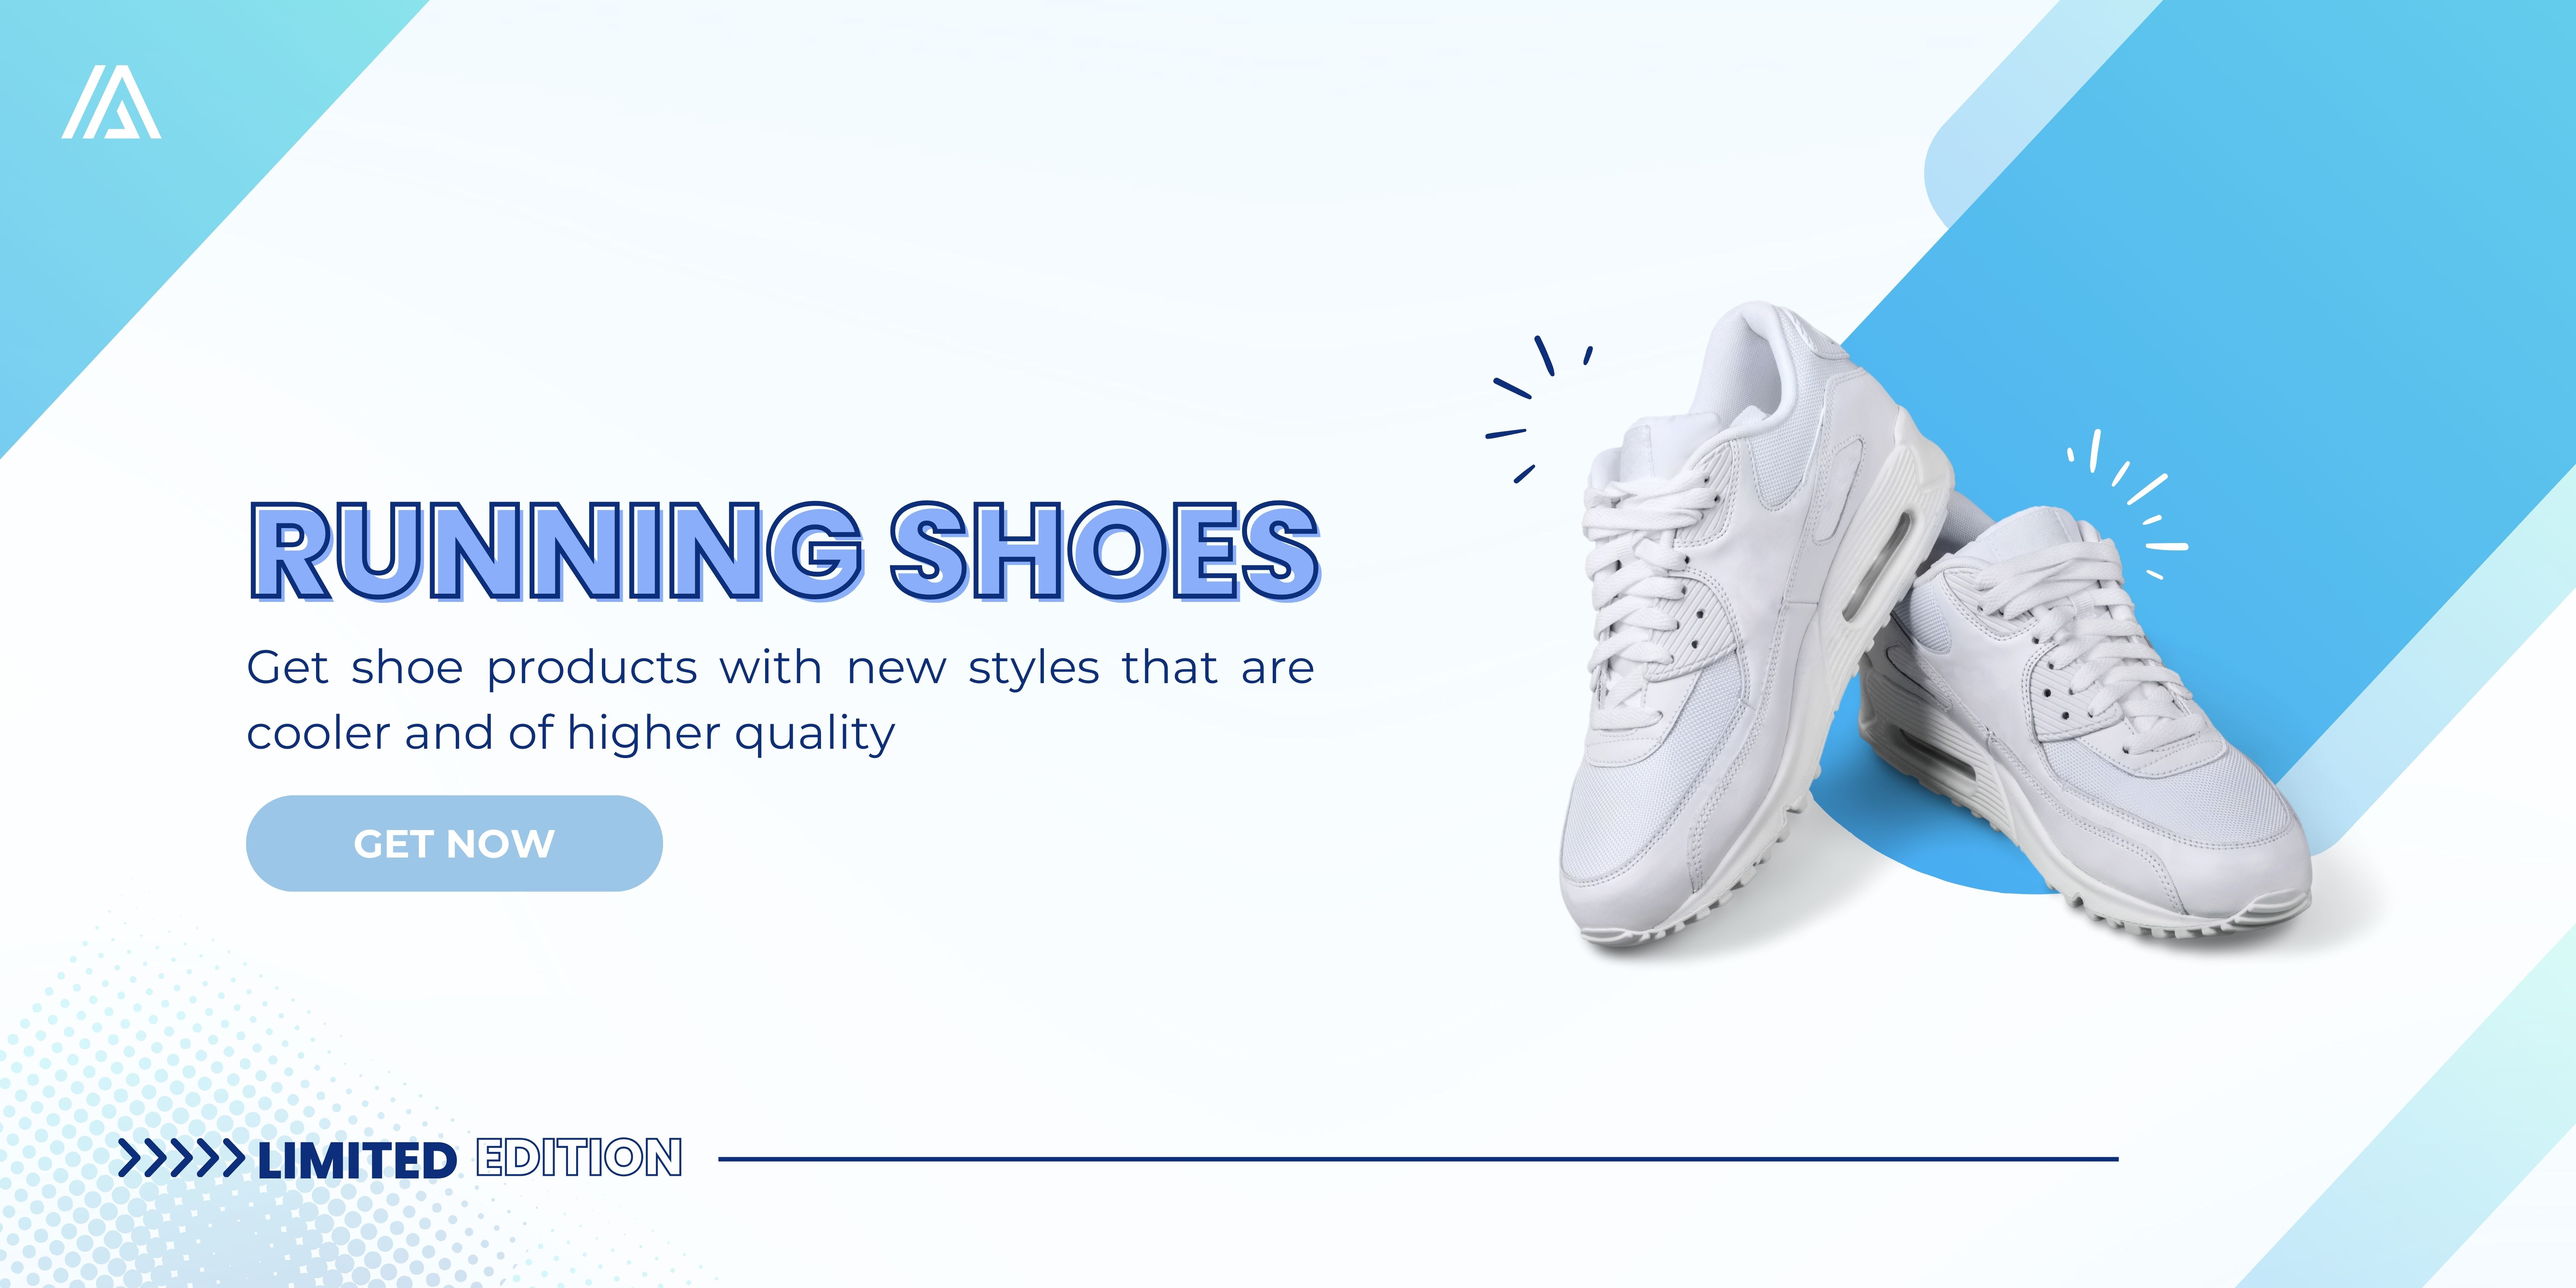 RUNNING SHOES
Get shoe products with new styles that are
cooler and of higher quality
GET NOW
LIMITED EDITION